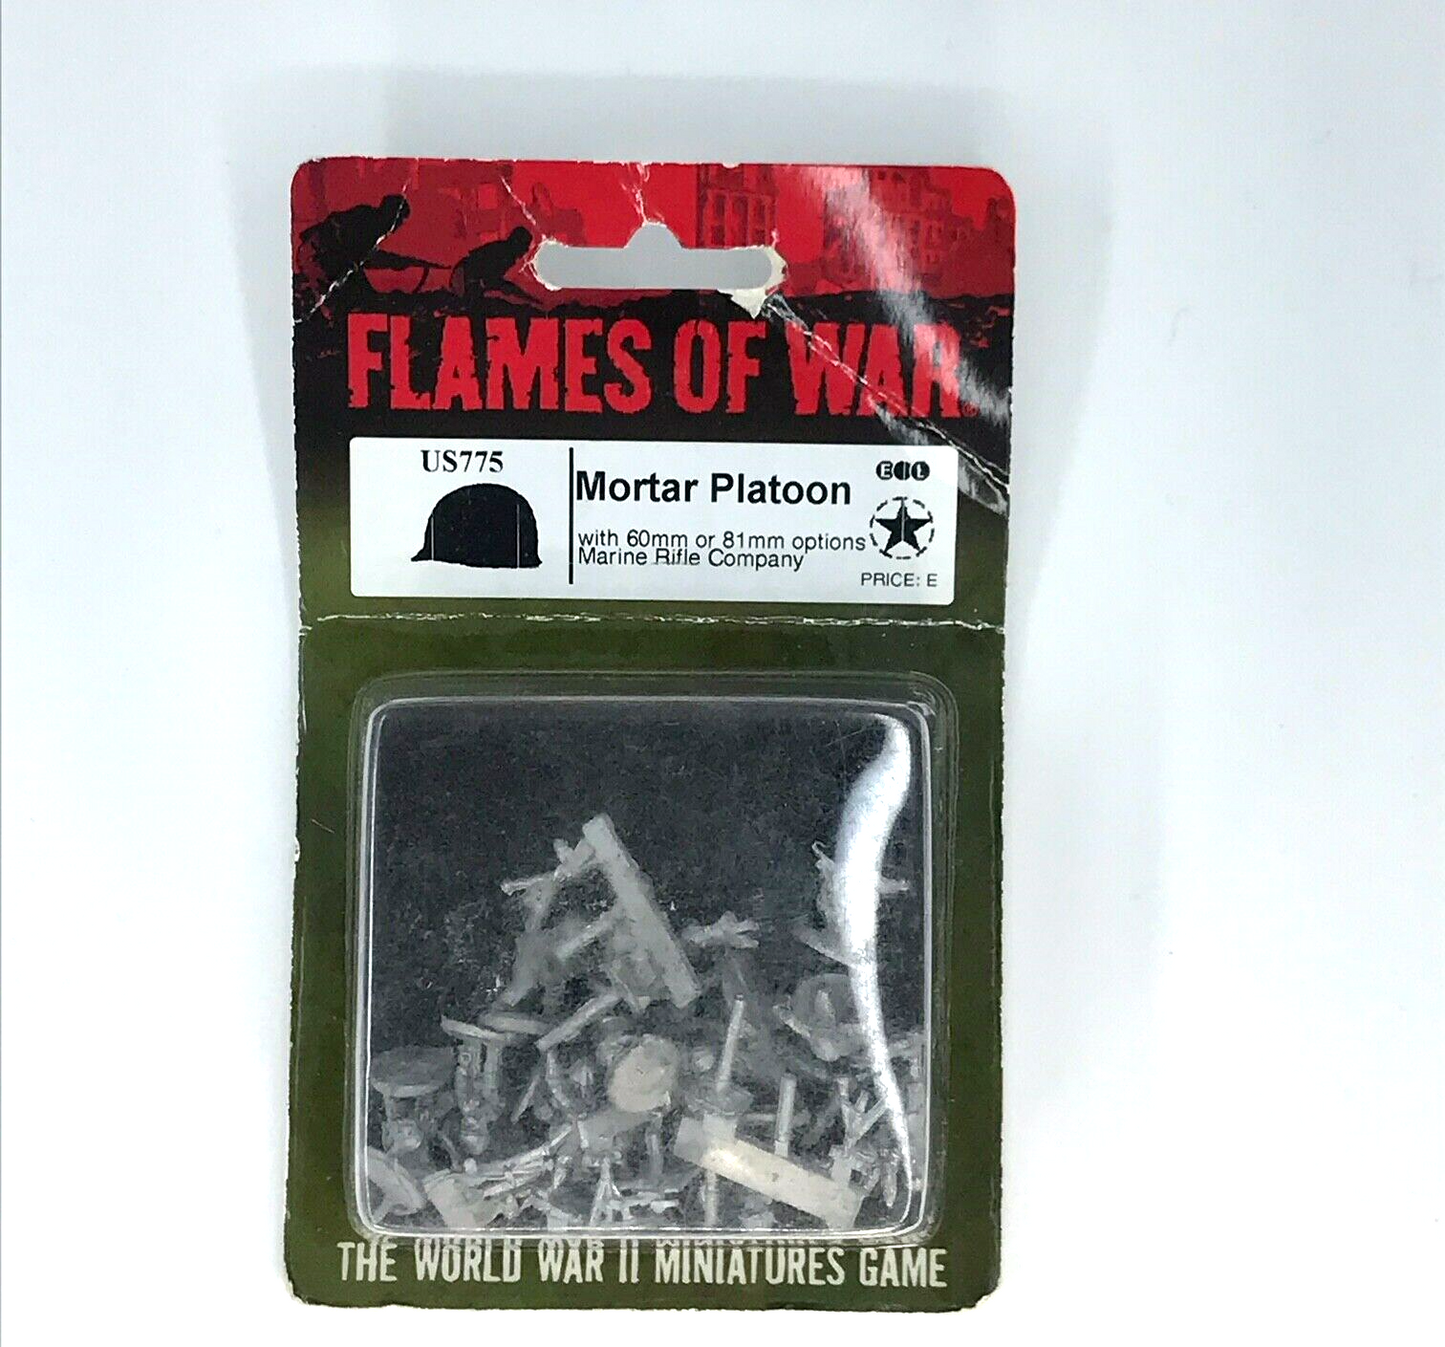 FLAMES OF WAR®
US775
Mortar Platoon
E L
with 60mm or 81mm options
Marine Rifle Company
PRICE: E
THE WORLD WAR II MINIATURES GAME